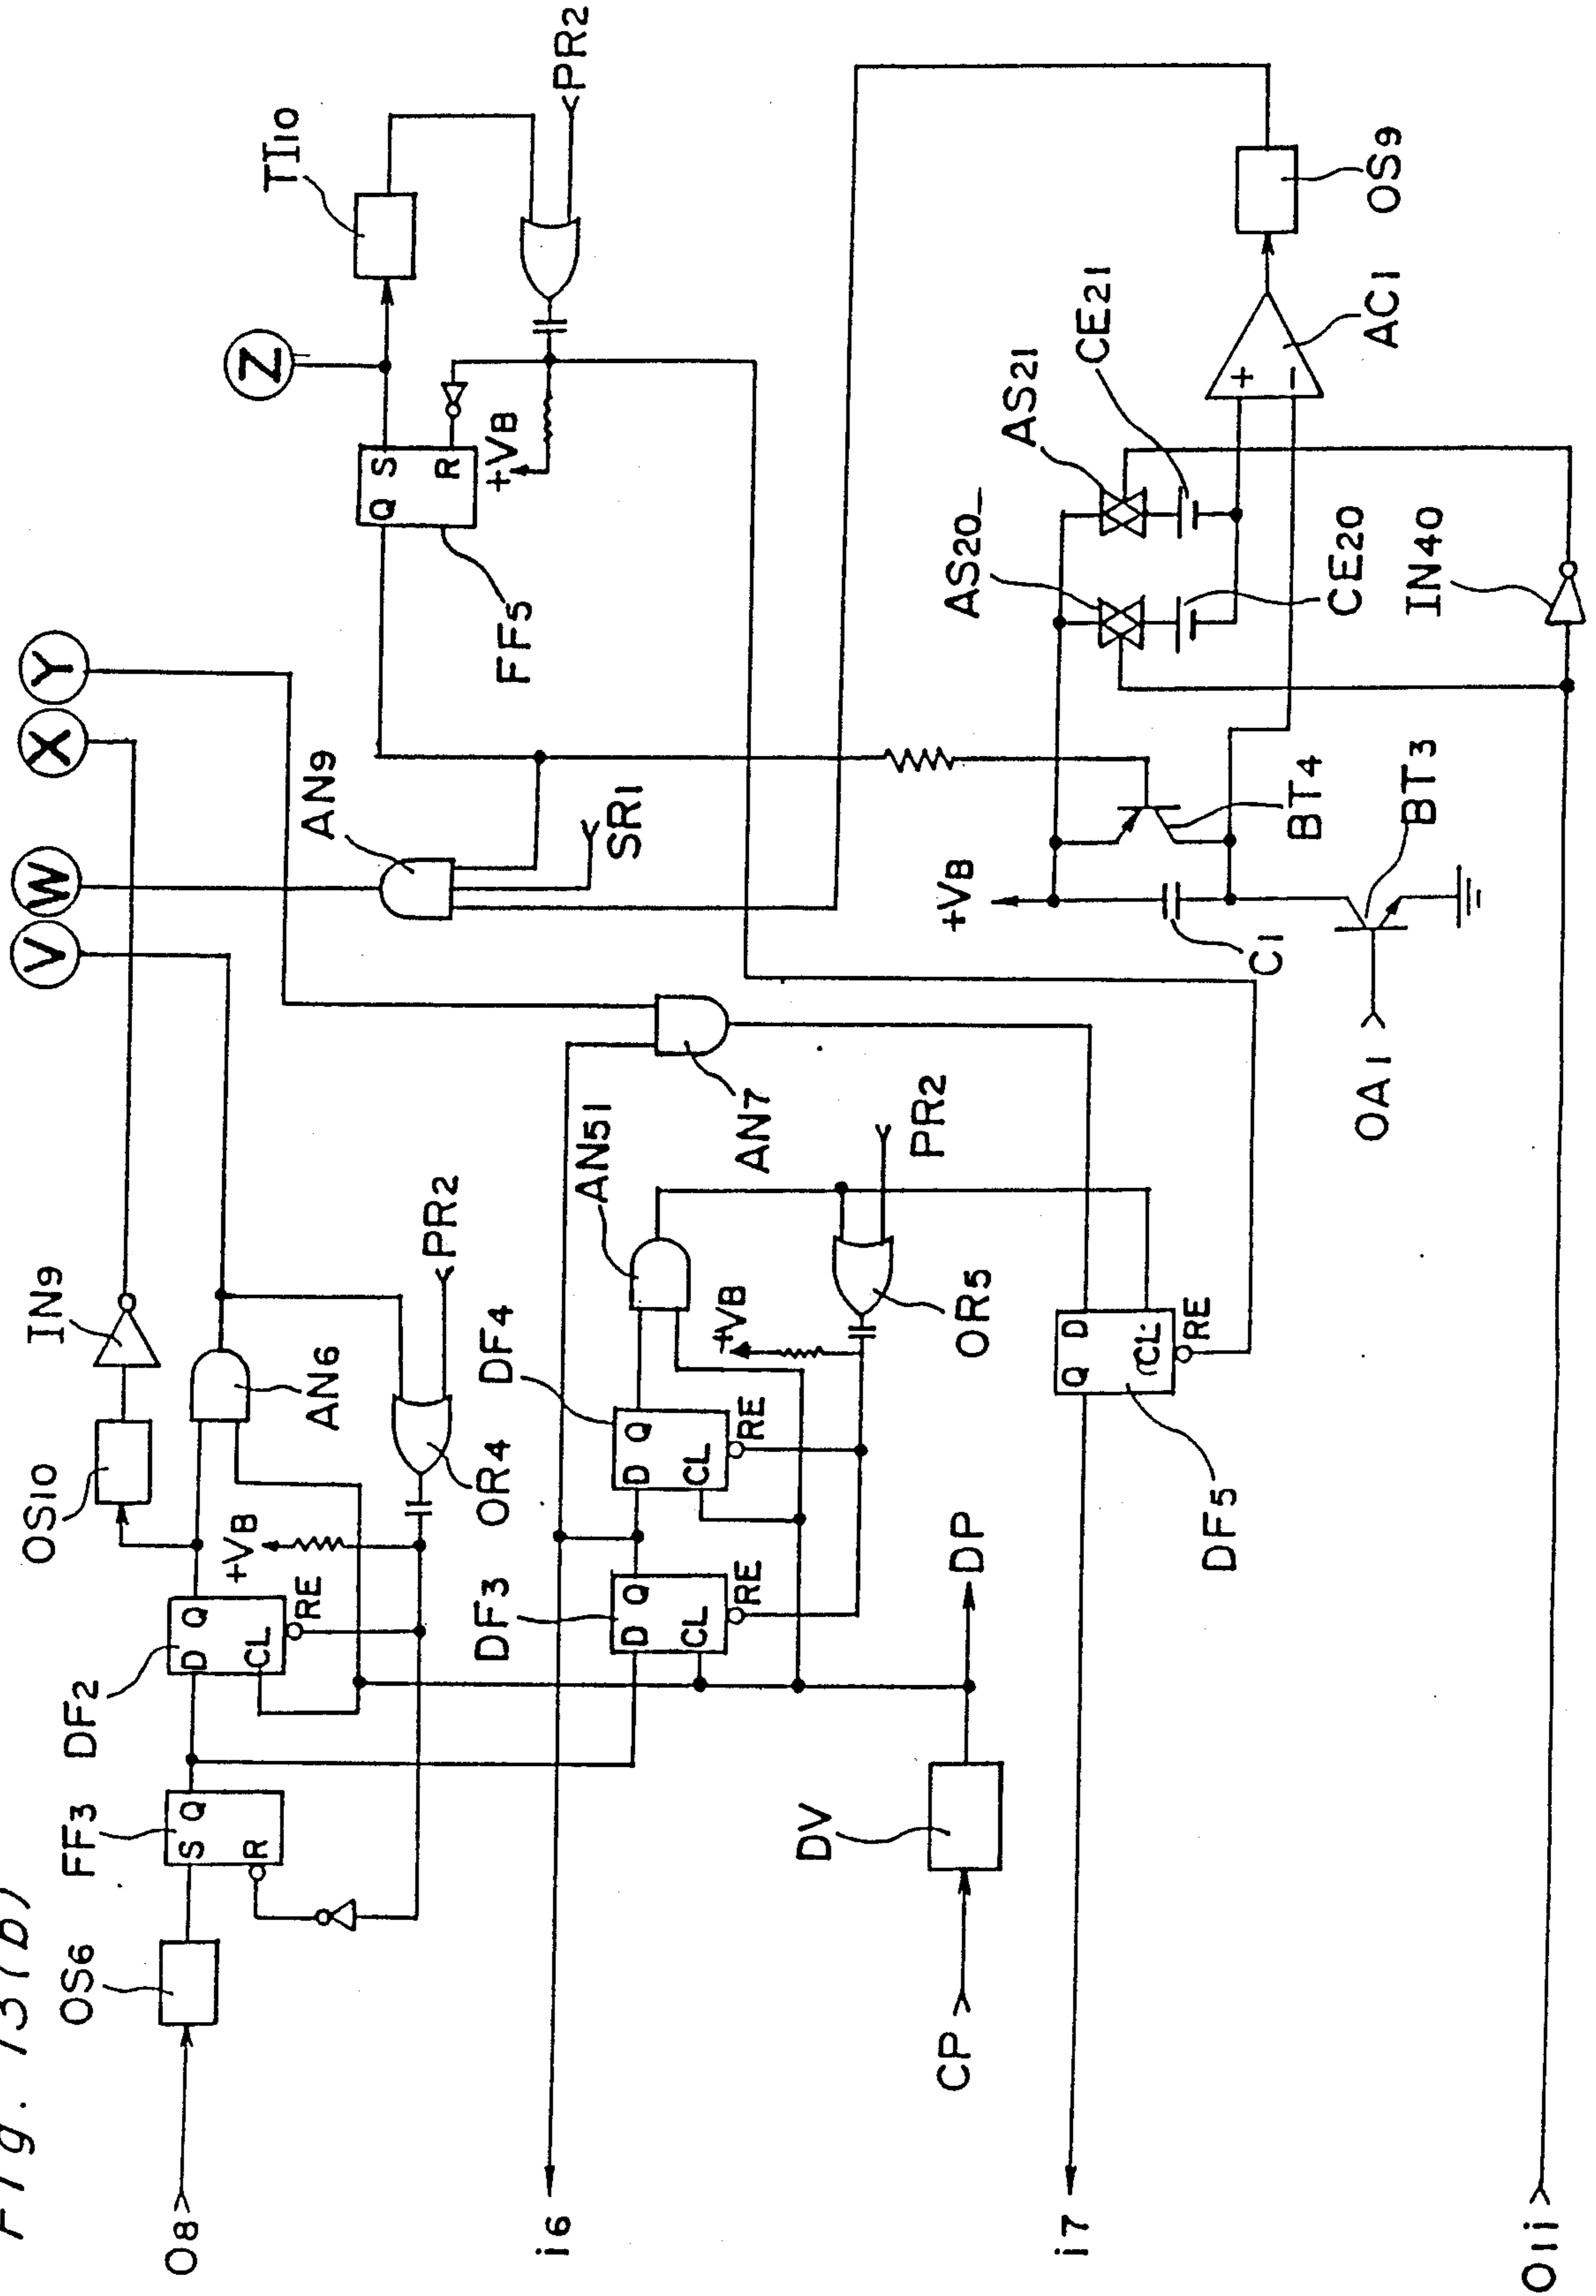 Fig. 13(b)
V
W
X
Y
Z
IN9
OS10
AN6
DF2
FF3
OS6
O8
S
Q
R
D
Q
CL
RE
+VB
OR4
PR2
AN9
SR1
TI10
PR2
Q
S
R
+VB
FF5
AN51
DF4
DF3
D
Q
CL
RE
D
Q
CL
RE
+VB
OR5
PR2
AN7
i6
DP
DV
CP
Q
D
CL
RE
DF5
i7
+VB
C1
BT4
BT3
OA1
AS20
AS21
CE21
CE20
IN40
+
−
AC1
OS9
O11